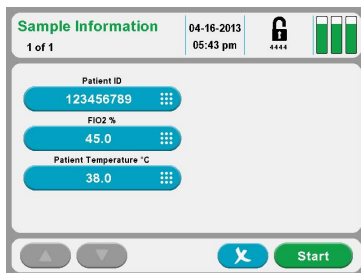 Sample Information
1 of 1
04-16-2013
05:43 pm
4444
Patient ID
123456789
FIO2 %
45.0
Patient Temperature °C
38.0
Start